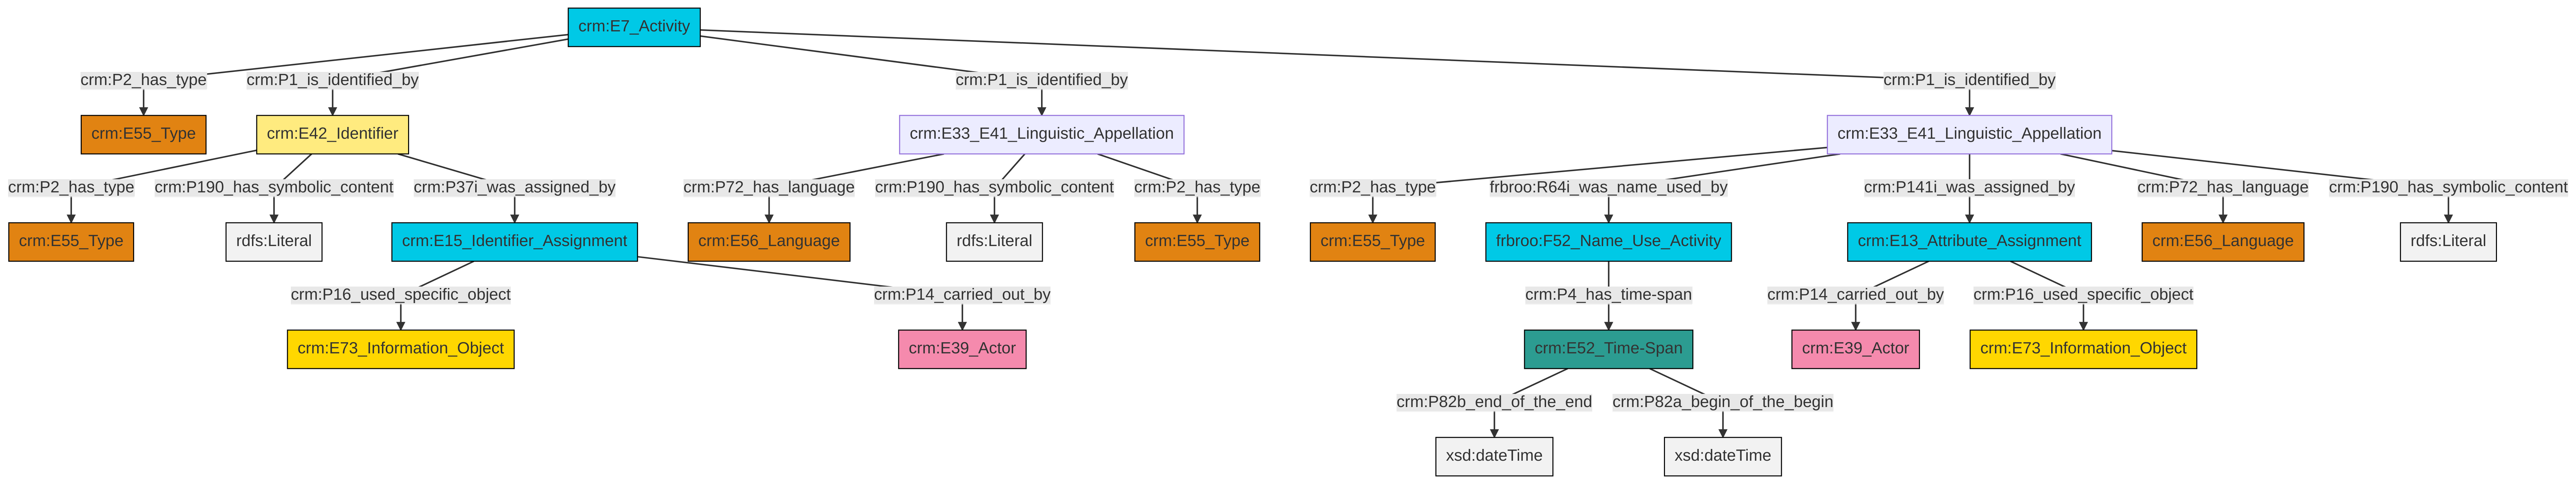 crm:E7_Activity
crm:P2_has_type
crm:P1_is_identified_by
crm:P1_is_identified_by
crm:P1_is_identified_by
crm:E55_Type
crm:E42_Identifier
crm:E33_E41_Linguistic_Appellation
crm:E33_E41_Linguistic_Appellation
crm:P2_has_type
crm:P190_has_symbolic_content
crm:P37i_was_assigned_by
crm:P72_has_language
crm:P190_has_symbolic_content
crm:P2_has_type
crm:P2_has_type
frbroo:R64i_was_name_used_by
crm:P141i_was_assigned_by
crm:P72_has_language
crm:P190_has_symbolic_content
crm:E55_Type
rdfs:Literal
crm:E15_Identifier_Assignment
crm:E56_Language
rdfs:Literal
crm:E55_Type
crm:E55_Type
frbroo:F52_Name_Use_Activity
crm:E13_Attribute_Assignment
crm:E56_Language
rdfs:Literal
crm:P16_used_specific_object
crm:P14_carried_out_by
crm:P4_has_time-span
crm:P14_carried_out_by
crm:P16_used_specific_object
crm:E73_Information_Object
crm:E39_Actor
crm:E52_Time-Span
crm:E39_Actor
crm:E73_Information_Object
crm:P82b_end_of_the_end
crm:P82a_begin_of_the_begin
xsd:dateTime
xsd:dateTime